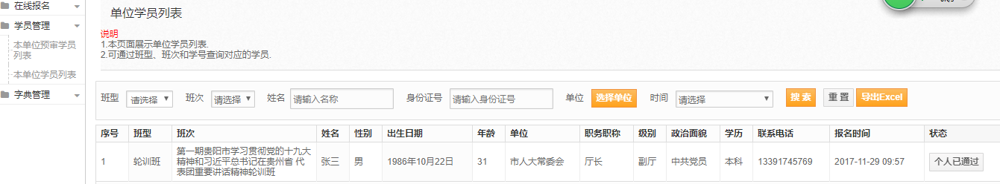 在线报名
学员管理
本单位预审学员
列表
本单位学员列表
字典管理
单位学员列表
说明
1.本页面展示单位学员列表.
2.可通过班型、班次和学号查询对应的学员.
班型 请选择 班次 请选择 姓名 请输入名称 身份证号 请输入身份证号 单位 选择单位 时间 请选择 搜 索 重 置 导出Excel
序号 班型 班次 姓名 性别 出生日期 年龄 单位 职务职称 级别 政治面貌 学历 联系电话 报名时间 状态
1 轮训班 第一期贵阳市学习贯彻党的十九大
精神和习近平总书记在贵州省 代
表团重要讲话精神轮训班 张三 男 1986年10月22日 31 市人大常委会 厅长 副厅 中共党员 本科 13391745769 2017-11-29 09:57 个人已通过